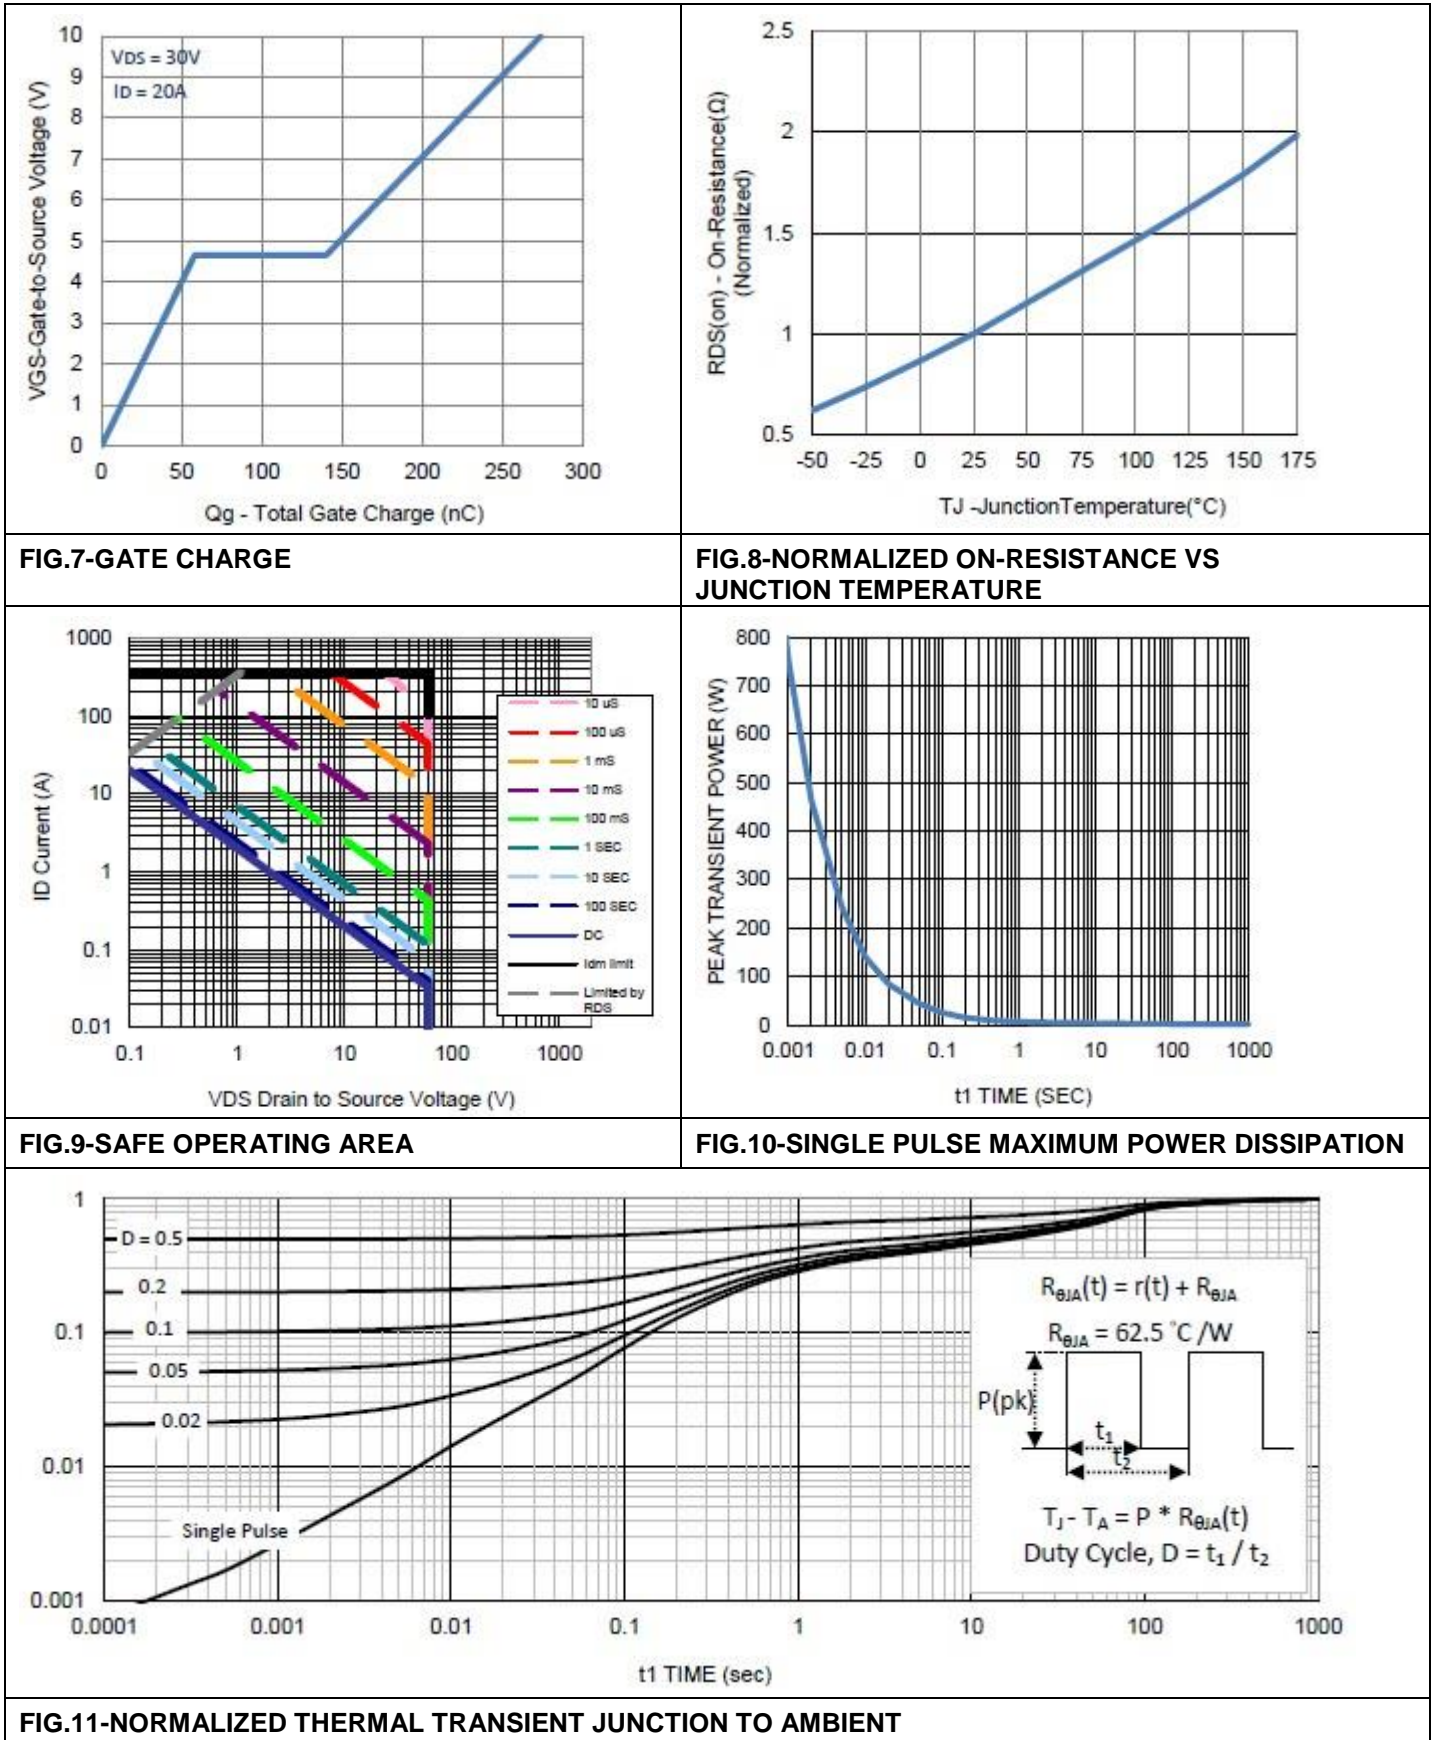 10
9
8
7
6
5
4
3
2
1
0
VGS-Gate-to-Source Voltage (V)
VDS = 30V
ID = 20A
0 50 100 150 200 250 300
Qg - Total Gate Charge (nC)
FIG.7-GATE CHARGE
2.5
2
1.5
1
0.5
RDS(on) - On-Resistance(Ω)
(Normalized)
-50 -25 0 25 50 75 100 125 150 175
TJ -JunctionTemperature(°C)
FIG.8-NORMALIZED ON-RESISTANCE VS
JUNCTION TEMPERATURE
1000
100
10
1
0.1
0.01
ID Current (A)
10 uS
100 uS
1 mS
10 mS
100 mS
1 SEC
10 SEC
100 SEC
DC
Idm limit
Limited by
RDS
0.1 1 10 100 1000
VDS Drain to Source Voltage (V)
FIG.9-SAFE OPERATING AREA
800
700
600
500
400
300
200
100
0
PEAK TRANSIENT POWER (W)
0.001 0.01 0.1 1 10 100 1000
t1 TIME (SEC)
FIG.10-SINGLE PULSE MAXIMUM POWER DISSIPATION
1
0.1
0.01
0.001
D = 0.5
0.2
0.1
0.05
0.02
Single Pulse
RθJA(t) = r(t) + RθJA
RθJA = 62.5 °C /W
P(pk)
t1
t2
TJ - TA = P * RθJA(t)
Duty Cycle, D = t1 / t2
0.0001 0.001 0.01 0.1 1 10 100 1000
t1 TIME (sec)
FIG.11-NORMALIZED THERMAL TRANSIENT JUNCTION TO AMBIENT